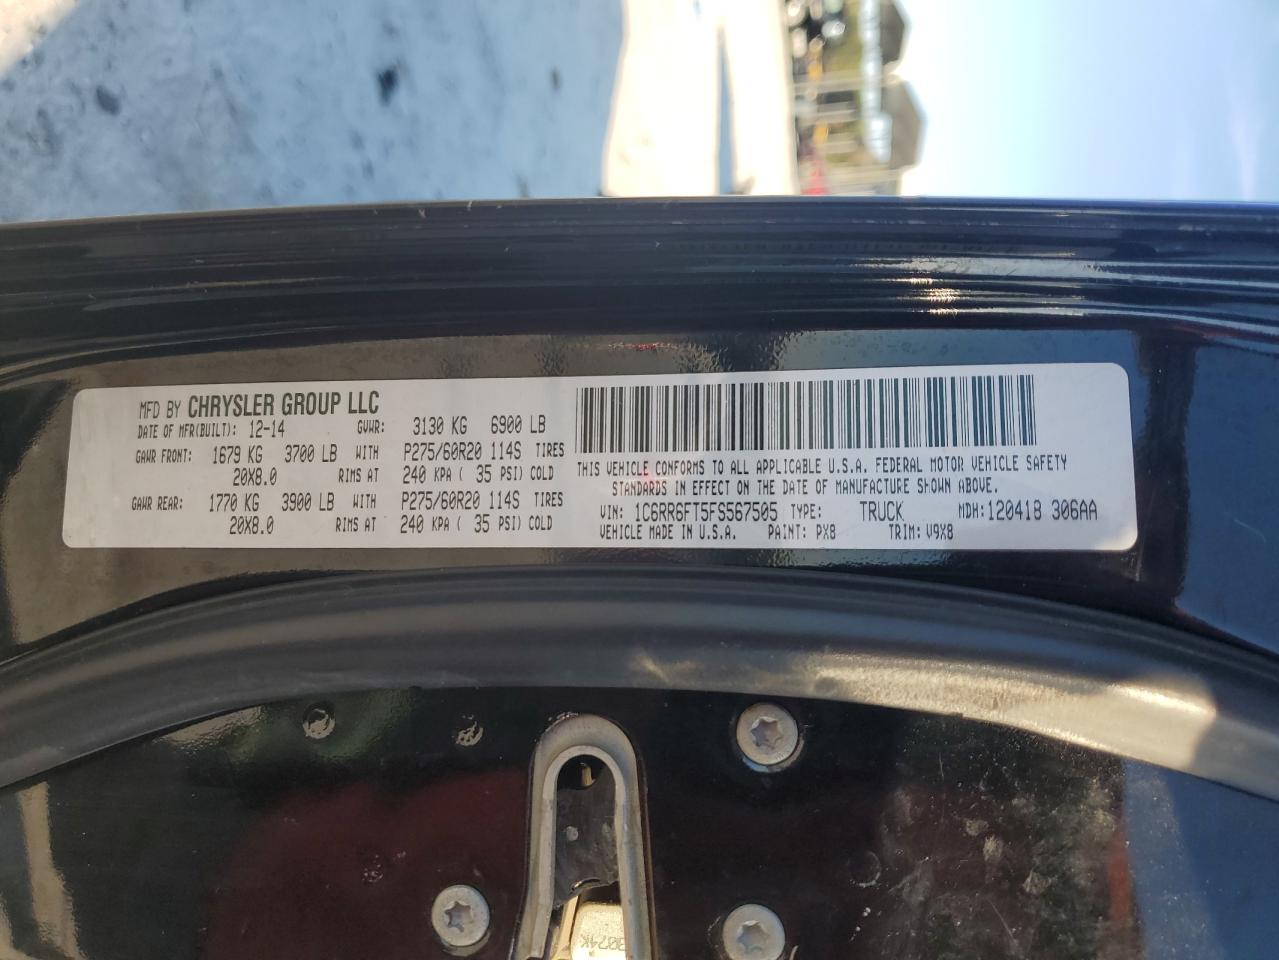 MFD BY CHRYSLER GROUP LLC
DATE OF MFR(BUILT): 12-14 GVWR: 3130 KG 6900 LB
GAWR FRONT: 1679 KG 3700 LB WITH P275/60R20 114S TIRES
20X8.0 RIMS AT 240 KPA ( 35 PSI) COLD
GAWR REAR: 1770 KG 3900 LB WITH P275/60R20 114S TIRES
20X8.0 RIMS AT 240 KPA ( 35 PSI) COLD
THIS VEHICLE CONFORMS TO ALL APPLICABLE U.S.A. FEDERAL MOTOR VEHICLE SAFETY
STANDARDS IN EFFECT ON THE DATE OF MANUFACTURE SHOWN ABOVE.
VIN: 1C6RR6FT5FS567505 TYPE: TRUCK MDH: 120418 306AA
VEHICLE MADE IN U.S.A. PAINT: PX8 TRIM: V9X8